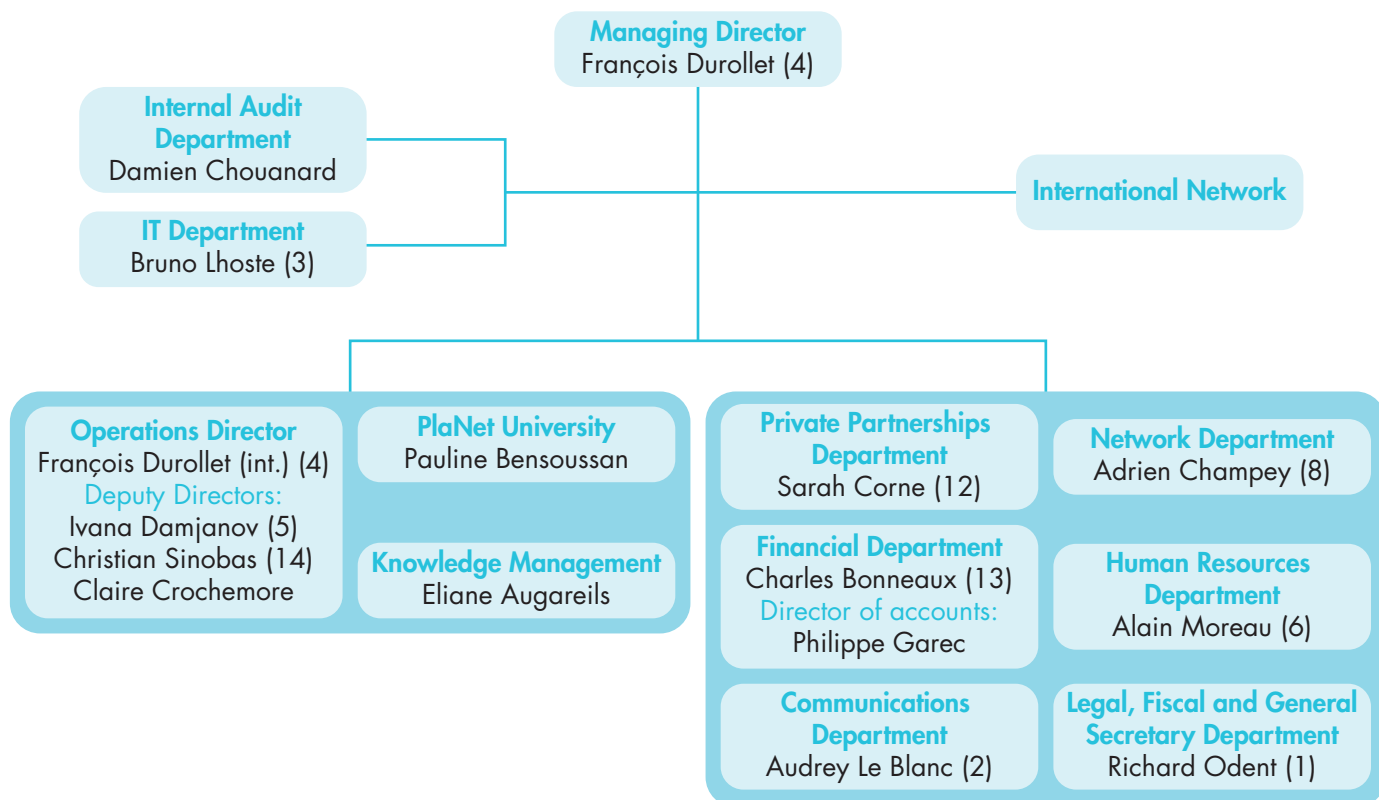 Managing Director
François Durollet (4)
Internal Audit
Department
Damien Chouanard
IT Department
Bruno Lhoste (3)
International Network
Operations Director
François Durollet (int.) (4)
Deputy Directors:
Ivana Damjanov (5)
Christian Sinobas (14)
Claire Crochemore
PlaNet University
Pauline Bensoussan
Knowledge Management
Eliane Augareils
Private Partnerships
Department
Sarah Corne (12)
Network Department
Adrien Champey (8)
Financial Department
Charles Bonneaux (13)
Director of accounts:
Philippe Garec
Human Resources
Department
Alain Moreau (6)
Communications
Department
Audrey Le Blanc (2)
Legal, Fiscal and General
Secretary Department
Richard Odent (1)